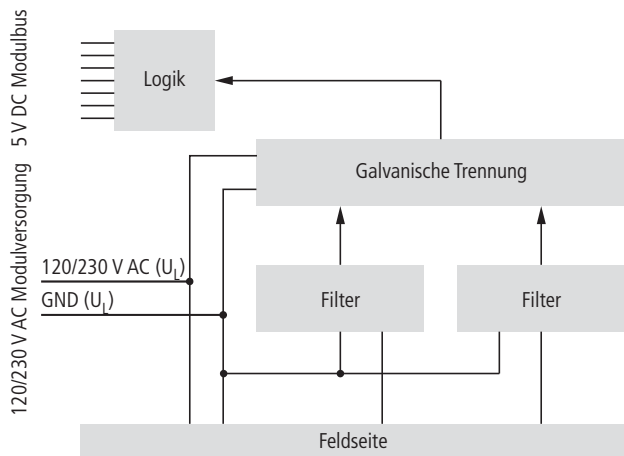 5 V DC Modulbus
Logik
Galvanische Trennung
120/230 V AC Modulversorgung
120/230 V AC (UL)
GND (UL)
Filter
Filter
Feldseite